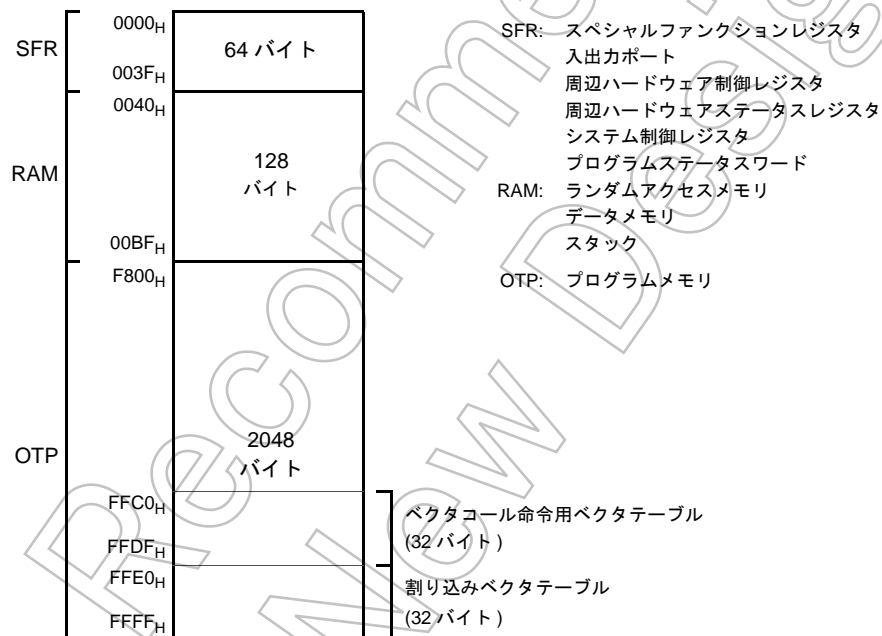 SFR
0000H
64 バイト
003FH
RAM
0040H
128
バイト
00BFH
OTP
F800H
2048
バイト
FFC0H
FFDFH
ベクタコール命令用ベクタテーブル
(32 バイト)
FFE0H
FFFFH
割り込みベクタテーブル
(32 バイト)
SFR: スペシャルファンクションレジスタ
入出力ポート
周辺ハードウェア制御レジスタ
周辺ハードウェアステータスレジスタ
システム制御レジスタ
プログラムステータスワード
RAM: ランダムアクセスメモリ
データメモリ
スタック
OTP: プログラムメモリ